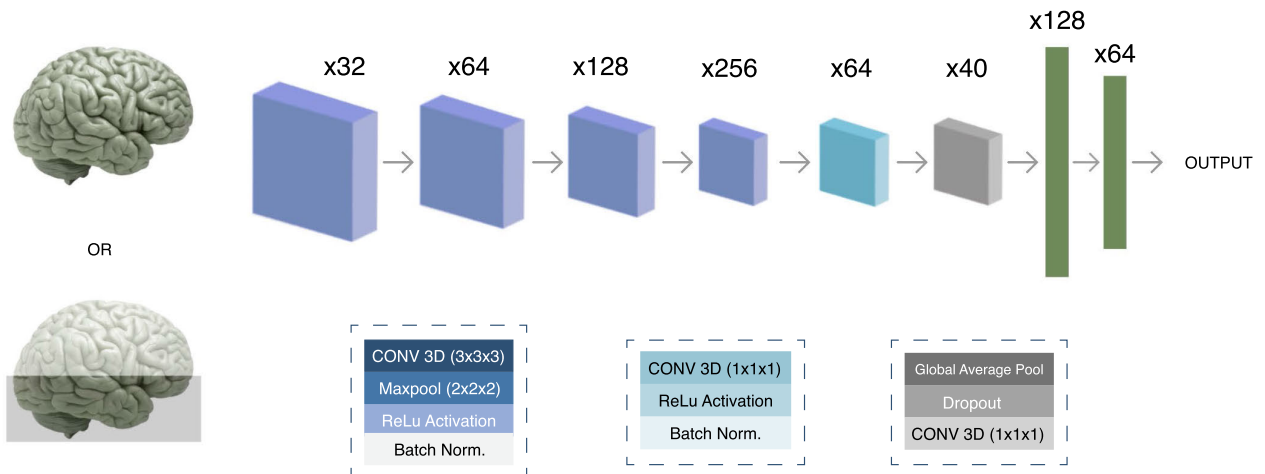 x32
x64
x128
x256
x64
x40
x128
x64
OUTPUT
OR
CONV 3D (3x3x3)
Maxpool (2x2x2)
ReLu Activation
Batch Norm.
CONV 3D (1x1x1)
ReLu Activation
Batch Norm.
Global Average Pool
Dropout
CONV 3D (1x1x1)